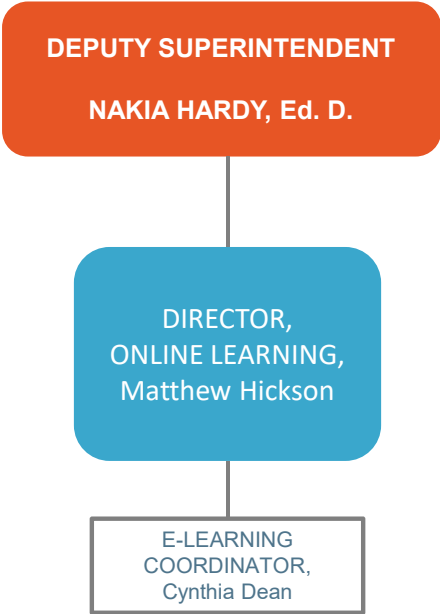 DEPUTY SUPERINTENDENT
NAKIA HARDY, Ed. D.
DIRECTOR,
ONLINE LEARNING,
Matthew Hickson
E-LEARNING
COORDINATOR,
Cynthia Dean